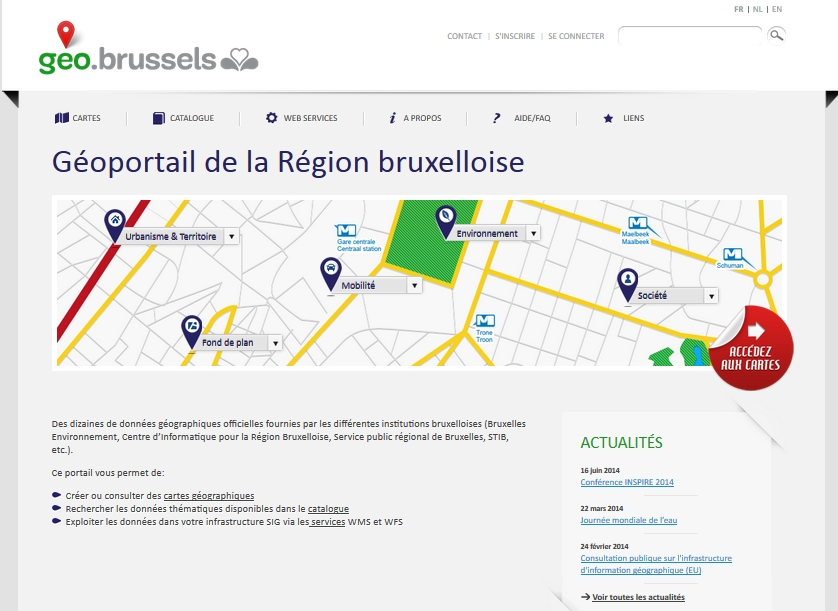 FR | NL | EN
geo.brussels
CONTACT | S'INSCRIRE | SE CONNECTER
CARTES
CATALOGUE
WEB SERVICES
A PROPOS
AIDE/FAQ
LIENS
Géoportail de la Région bruxelloise
Urbanisme & Territoire
Gare centrale
Centraal station
Environnement
Maelbeek
Maalbeek
Schuman
Mobilité
Société
Fond de plan
Trone
Troon
ACCÉDEZ
AUX CARTES
Des dizaines de données géographiques officielles fournies par les différentes institutions bruxelloises (Bruxelles
Environnement, Centre d'Informatique pour la Région Bruxelloise, Service public régional de Bruxelles, STIB,
etc.).
Ce portail vous permet de:
Créer ou consulter des cartes géographiques
Rechercher les données thématiques disponibles dans le catalogue
Exploiter les données dans votre infrastructure SIG via les services WMS et WFS
ACTUALITÉS
16 juin 2014
Conférence INSPIRE 2014
22 mars 2014
Journée mondiale de l'eau
24 février 2014
Consultation publique sur l'infrastructure
d'information géographique (EU)
Voir toutes les actualités